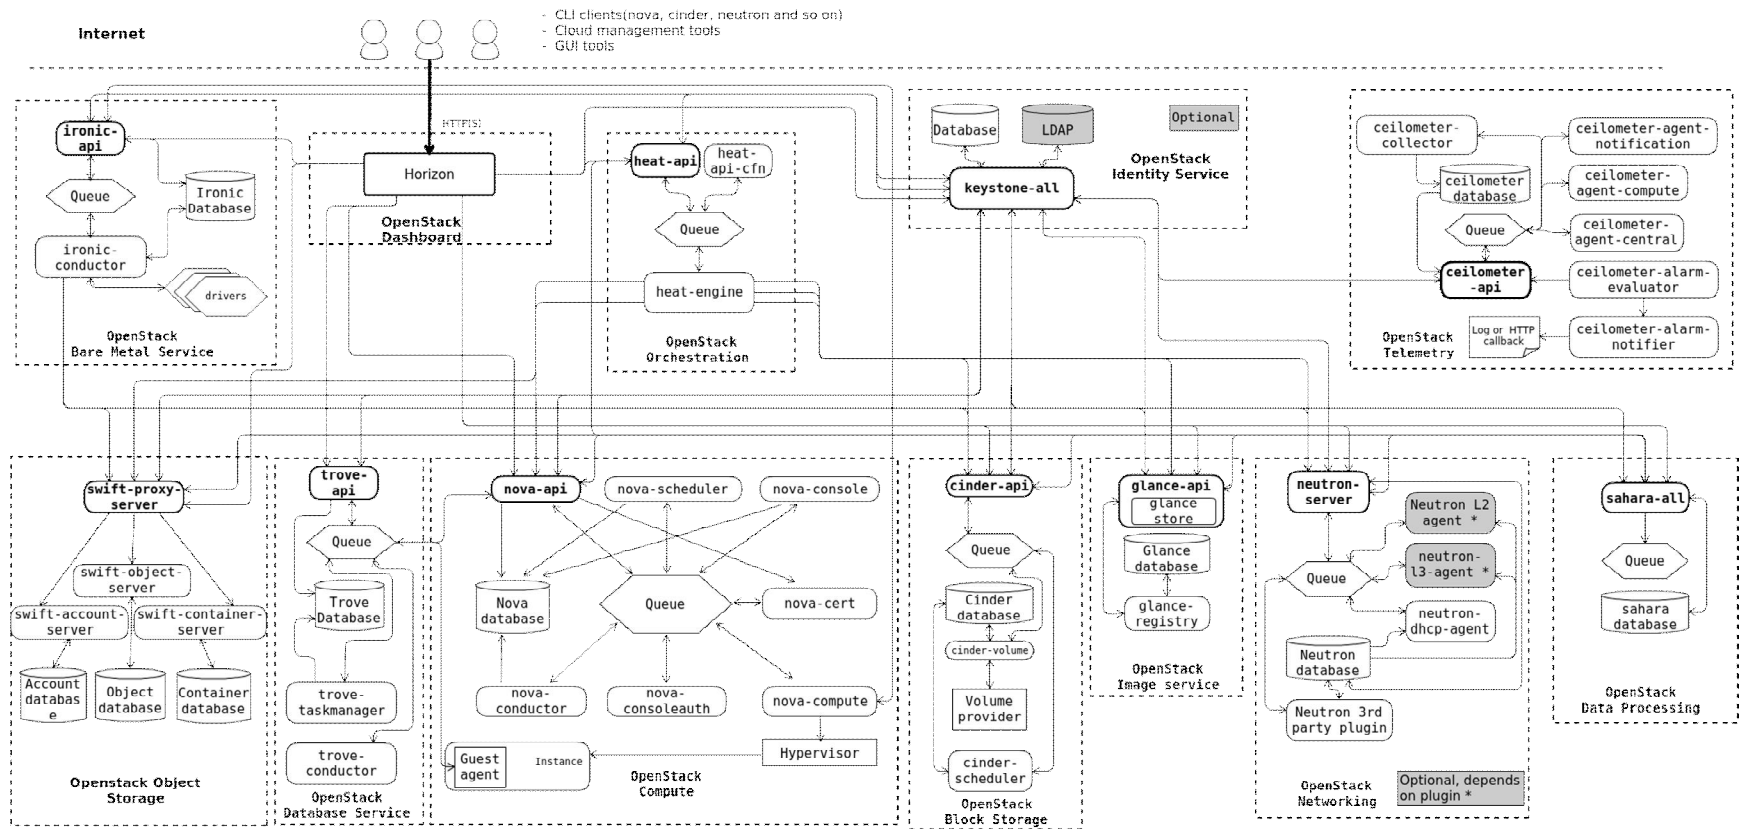 Internet
- CLI clients(nova, cinder, neutron and so on)
- Cloud management tools
- GUI tools
HTTP(S)
ironic-
api
Queue
Ironic
Database
ironic-
conductor
drivers
OpenStack
Bare Metal Service
Horizon
OpenStack
Dashboard
heat-api
heat-
api-cfn
Queue
heat-engine
OpenStack
Orchestration
Database
LDAP
Optional
keystone-all
OpenStack
Identity Service
ceilometer-
collector
ceilometer-agent-
notification
ceilometer
database
ceilometer-
agent-compute
Queue
ceilometer-
agent-central
ceilometer
-api
ceilometer-alarm-
evaluator
Log or HTTP
callback
ceilometer-alarm-
notifier
OpenStack
Telemetry
swift-proxy-
server
swift-object-
server
swift-account-
server
swift-container-
server
Account
databas
e
Object
database
Container
database
Openstack Object
Storage
trove-
api
Queue
Trove
Database
trove-
taskmanager
trove-
conductor
OpenStack
Database Service
nova-api
nova-scheduler
nova-console
Nova
database
Queue
nova-cert
nova-
conductor
nova-
consoleauth
nova-compute
Hypervisor
Guest
agent
Instance
OpenStack
Compute
cinder-api
Queue
Cinder
database
cinder-volume
Volume
provider
cinder-
scheduler
OpenStack
Block Storage
glance-api
glance
store
Glance
database
glance-
registry
OpenStack
Image service
neutron-
server
Neutron L2
agent *
Queue
neutron-
l3-agent *
neutron-
dhcp-agent
Neutron
database
Neutron 3rd
party plugin
OpenStack
Networking
Optional, depends
on plugin *
sahara-all
Queue
sahara
database
OpenStack
Data Processing